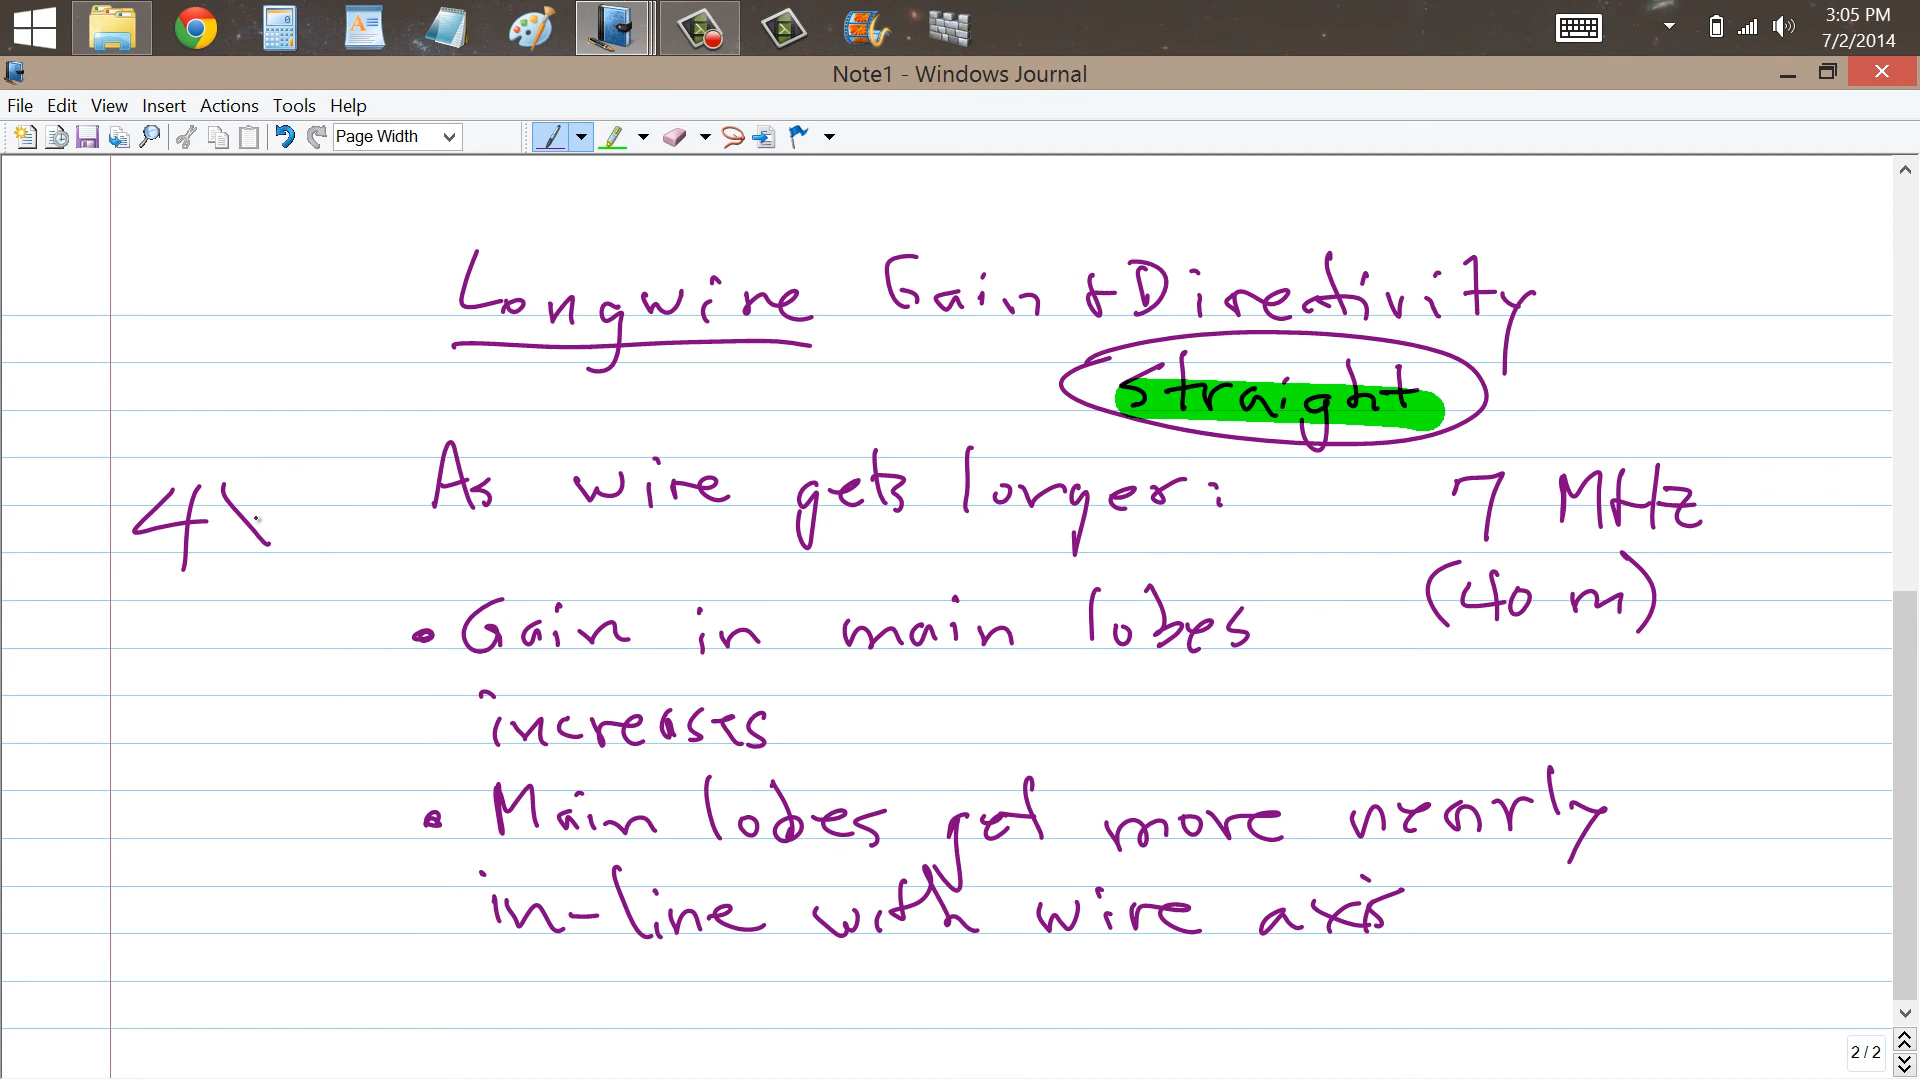 3:05 PM
7/2/2014
Note1 - Windows Journal
File Edit View Insert Actions Tools Help
Page Width
Longwire Gain & Directivity
straight
As wire gets longer:
7 MHz
(40 m)
4
• Gain in main lobes
increases
• Main lobes get more nearly
in-line with wire axis
2 / 2